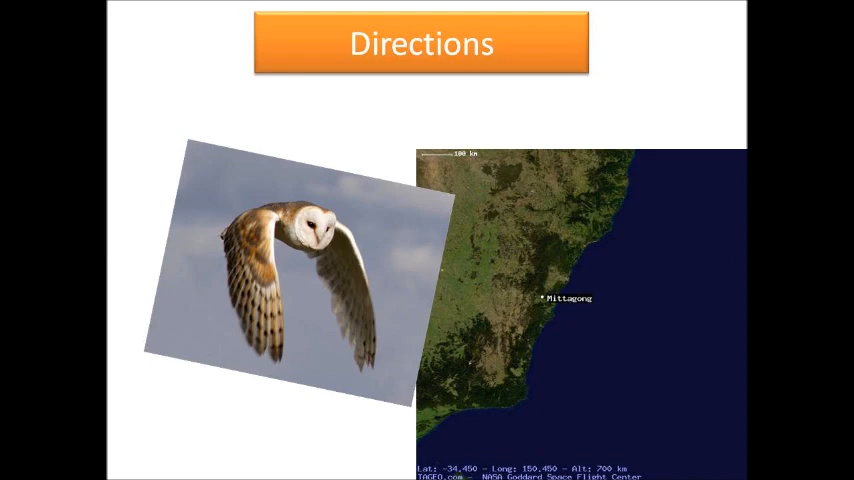 Directions
100 km
Mittagong
Lat: -34.450 - Long: 150.450 - Alt: 700 km
TAGEO.com - NASA Goddard Space Flight Center